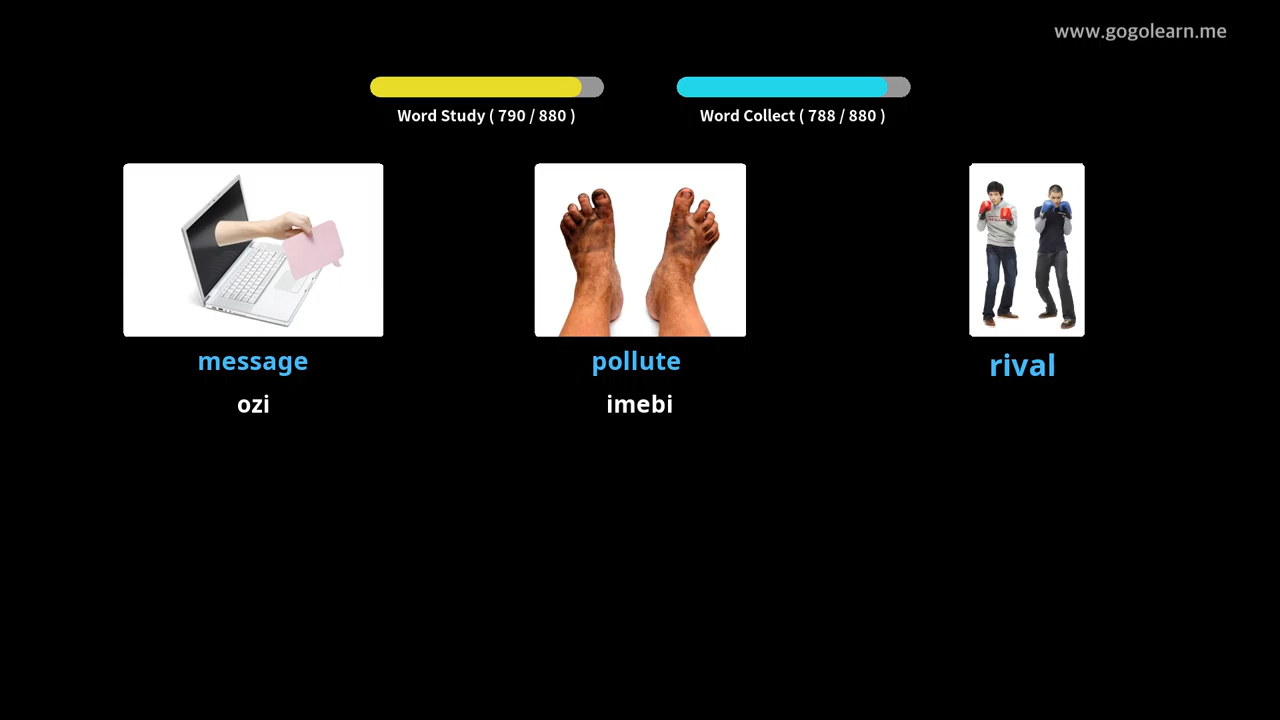 www.gogolearn.me
Word Study ( 790 / 880 )
Word Collect ( 788 / 880 )
message
pollute
rival
ozi
imebi